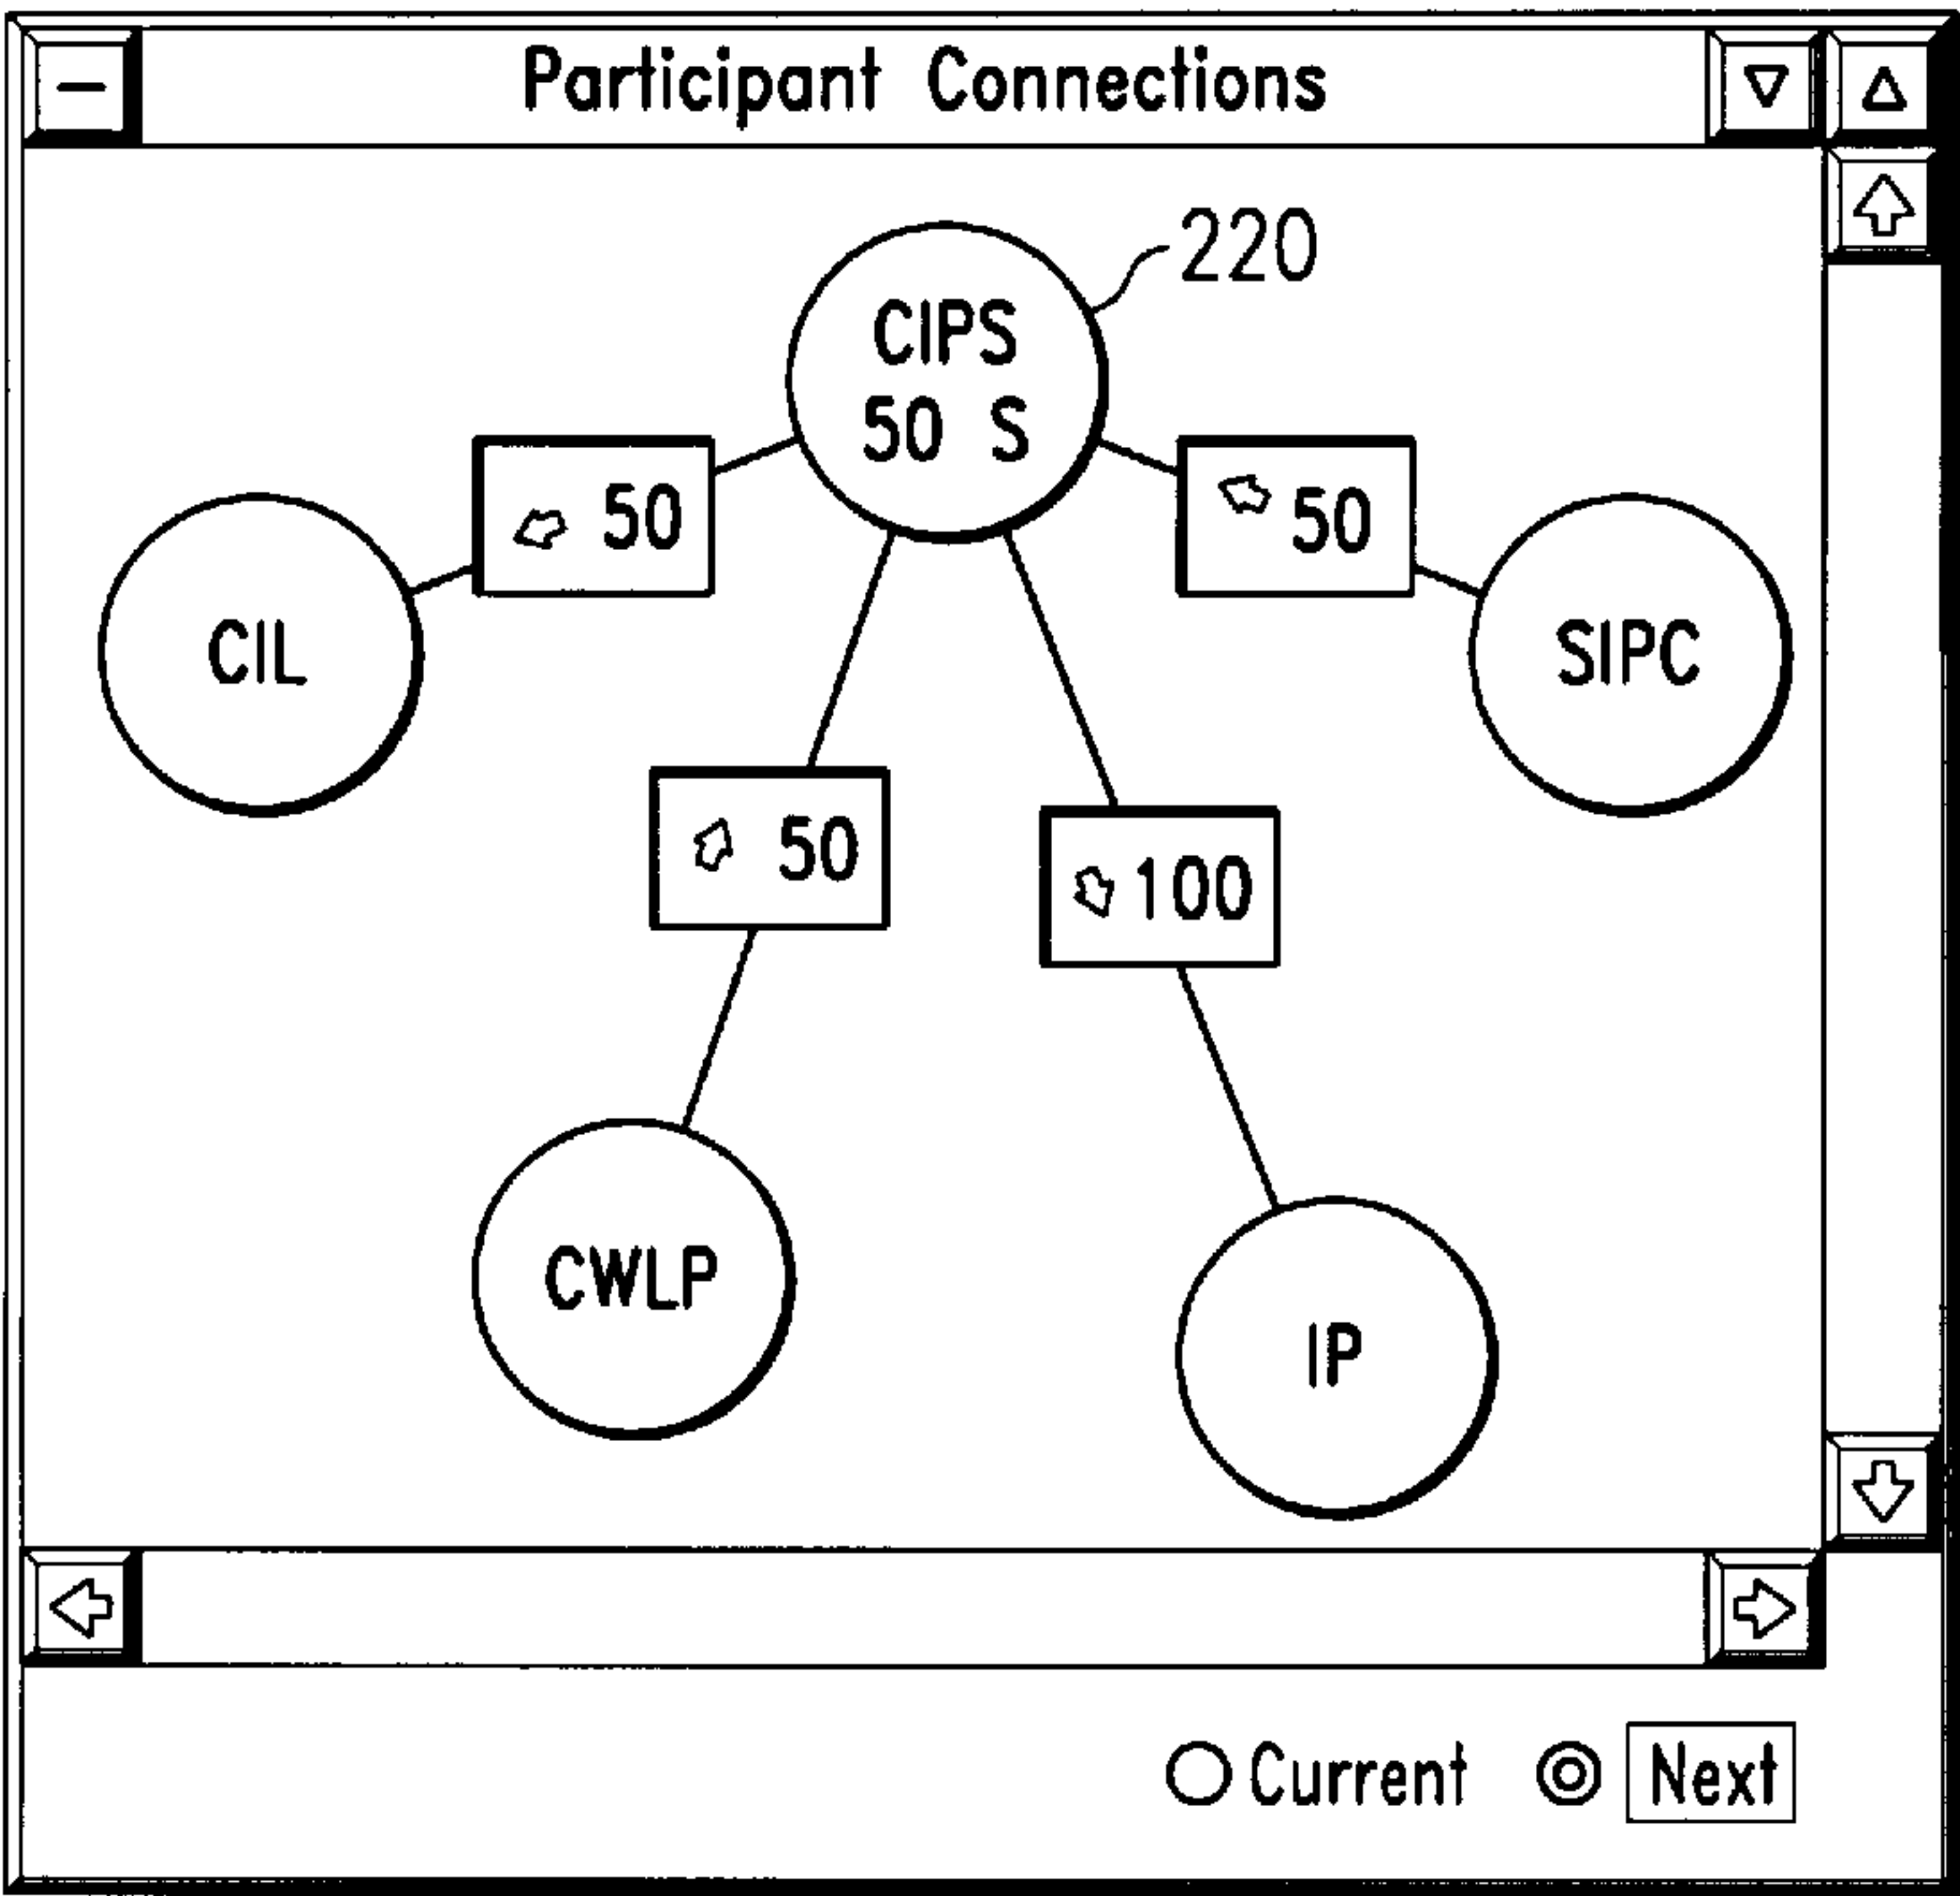 Participant Connections
220
CIPS
50 S
50
50
CIL
SIPC
50
100
CWLP
IP
Current
Next